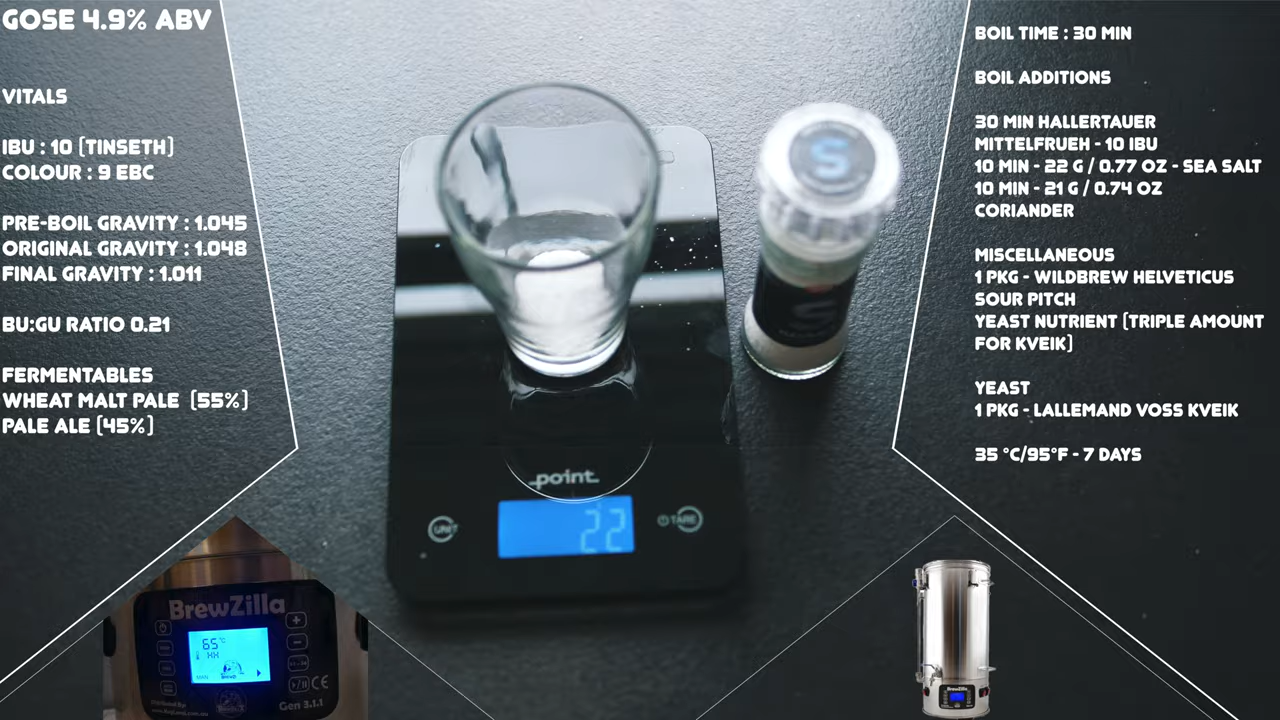 GOSE 4.9% ABV
VITALS
IBU : 10 (TINSETH)
COLOUR : 9 EBC
PRE-BOIL GRAVITY : 1.045
ORIGINAL GRAVITY : 1.048
FINAL GRAVITY : 1.011
BU:GU RATIO 0.21
FERMENTABLES
WHEAT MALT PALE (55%)
PALE ALE (45%)
BOIL TIME : 30 MIN
BOIL ADDITIONS
30 MIN HALLERTAUER
MITTELFRUEH - 10 IBU
10 MIN - 22 G / 0.77 OZ - SEA SALT
10 MIN - 21 G / 0.74 OZ
CORIANDER
MISCELLANEOUS
1 PKG - WILDBREW HELVETICUS
SOUR PITCH
YEAST NUTRIENT (TRIPLE AMOUNT
FOR KVEIK)
YEAST
1 PKG - LALLEMAND VOSS KVEIK
35 °C/95°F - 7 DAYS
S
S
point
UNIT
22
TARE
BrewZilla
65°C
HH
MAN
CE
Gen 3.1.1
BrewZilla